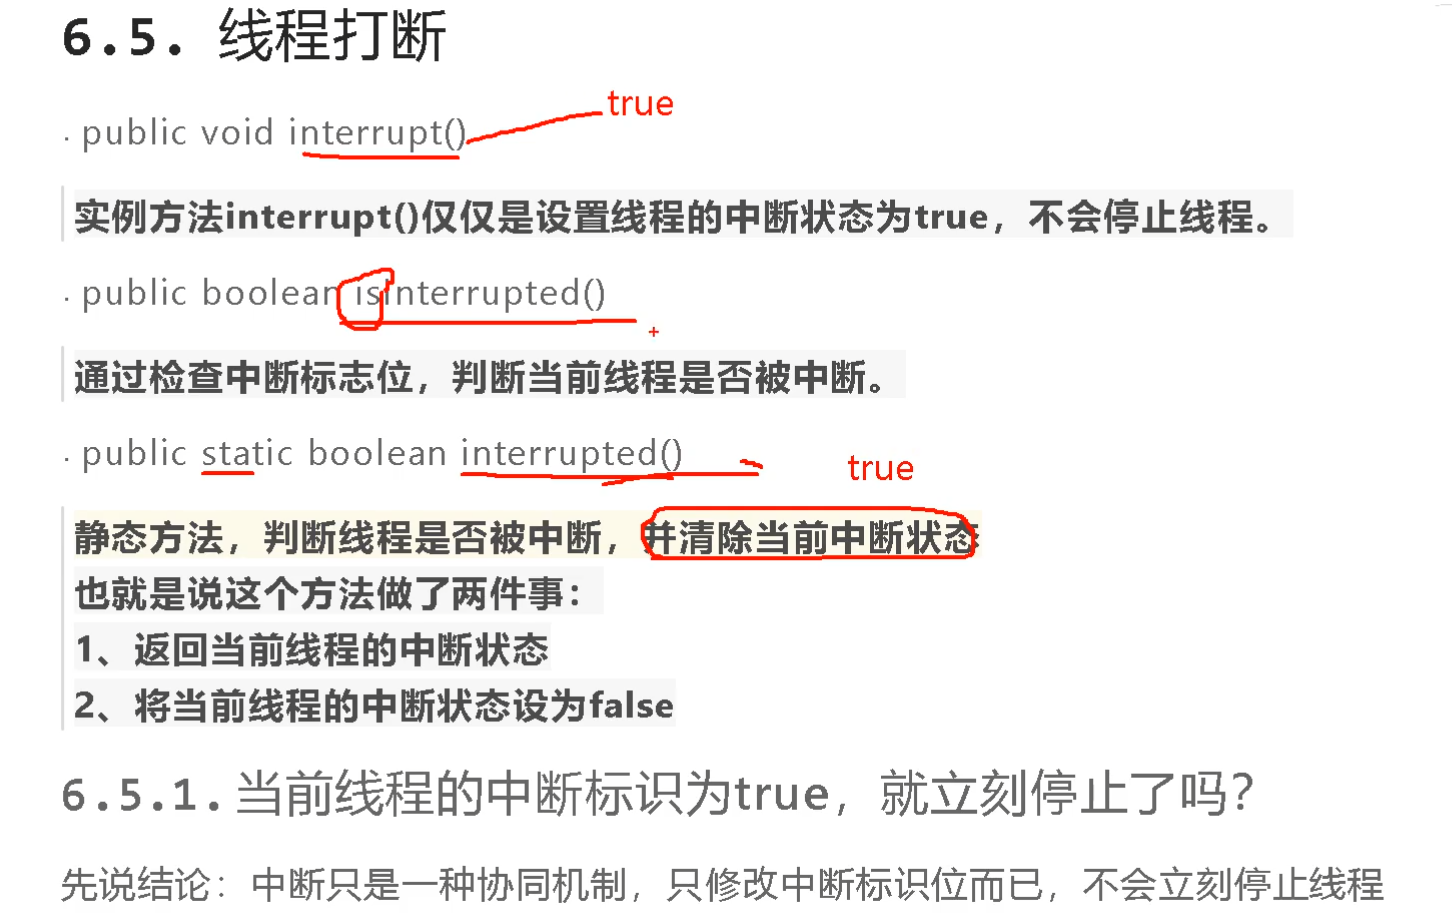 6.5. 线程打断
true
· public void interrupt()
实例方法interrupt()仅仅是设置线程的中断状态为true，不会停止线程。
· public boolean isInterrupted()
通过检查中断标志位，判断当前线程是否被中断。
· public static boolean interrupted()
true
静态方法，判断线程是否被中断，并清除当前中断状态
也就是说这个方法做了两件事：
1、返回当前线程的中断状态
2、将当前线程的中断状态设为false
6.5.1. 当前线程的中断标识为true，就立刻停止了吗？
先说结论：中断只是一种协同机制，只修改中断标识位而已，不会立刻停止线程